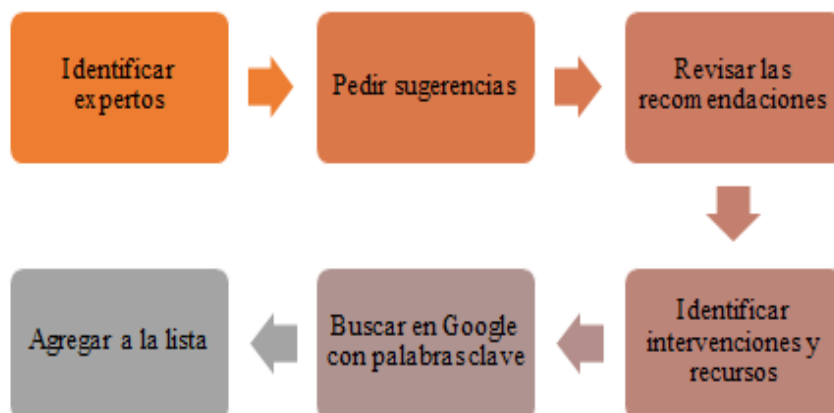 Identificar
expertos
Pedir sugerencias
Revisar las
recomendaciones
Identificar
intervenciones y
recursos
Buscar en Google
con palabras clave
Agregar a la lista